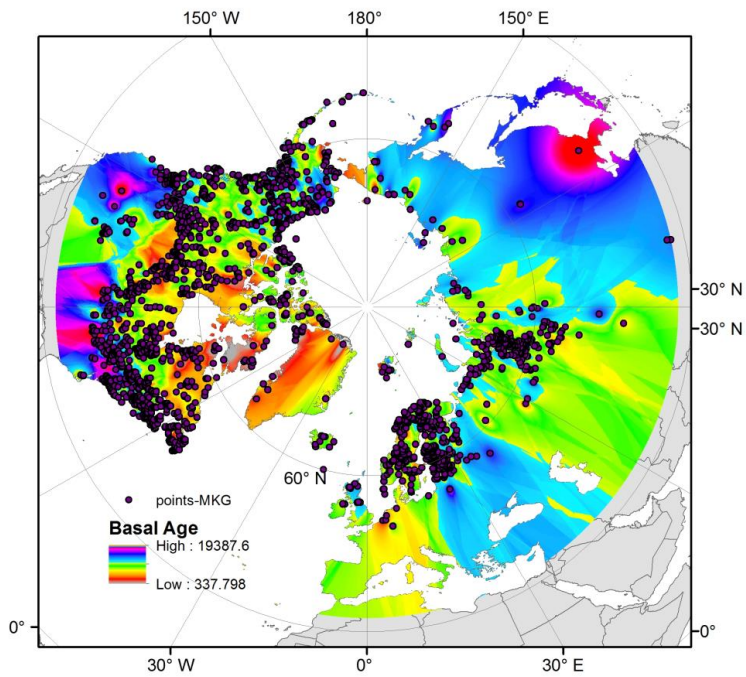 150° W
180°
150° E
30° N
30° N
60° N
points-MKG
Basal Age
High : 19387.6
Low : 337.798
0°
0°
30° W
0°
30° E